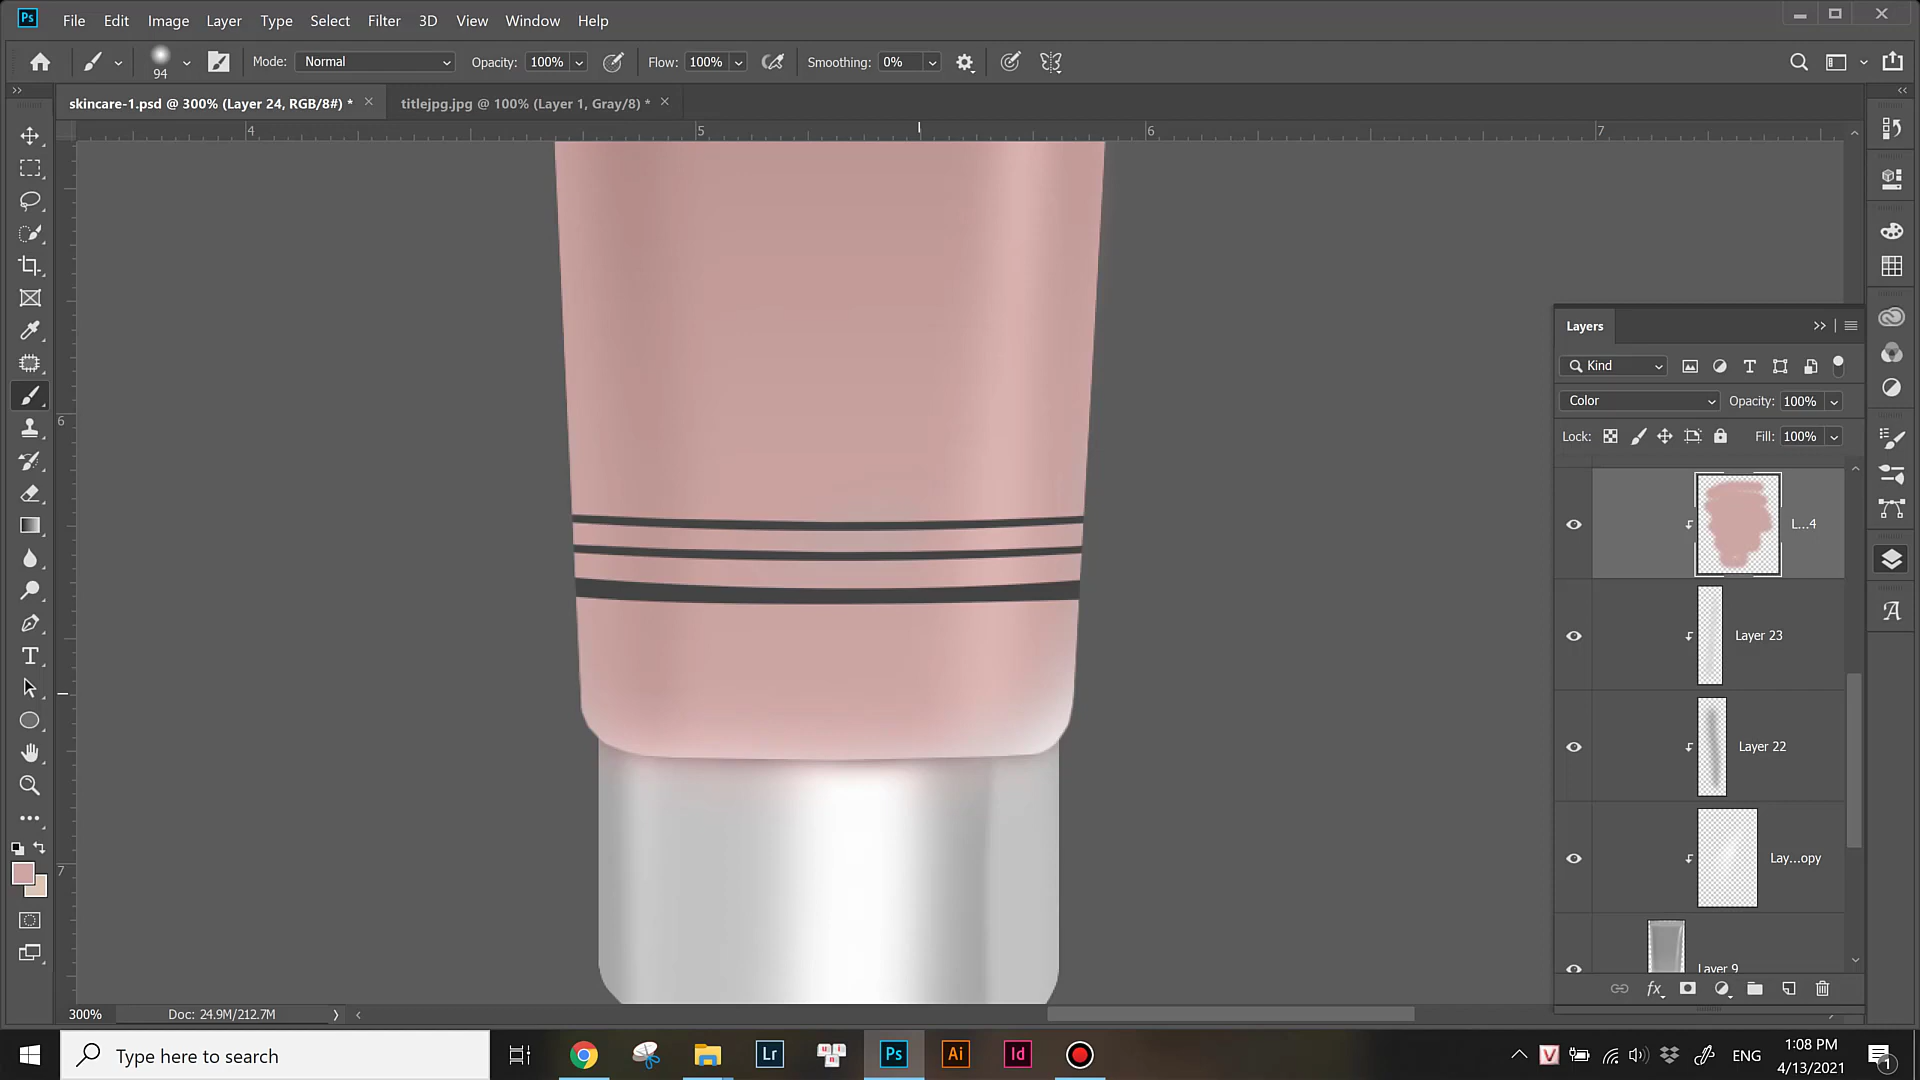 Ps File Edit Image Layer Type Select Filter 3D View Window Help
94 Mode: Normal Opacity: 100% Flow: 100% Smoothing: 0%
skincare-1.psd @ 300% (Layer 24, RGB/8#) * titlejpg.jpg @ 100% (Layer 1, Gray/8) *
4 5 6 7
Layers
Kind
Color Opacity: 100%
Lock: Fill: 100%
6
L...4
Layer 23
Layer 22
Lay...opy
7
Layer 9
300% Doc: 24.9M/212.7M
Type here to search Lr Ps Ai Id ENG 1:08 PM
4/13/2021 1